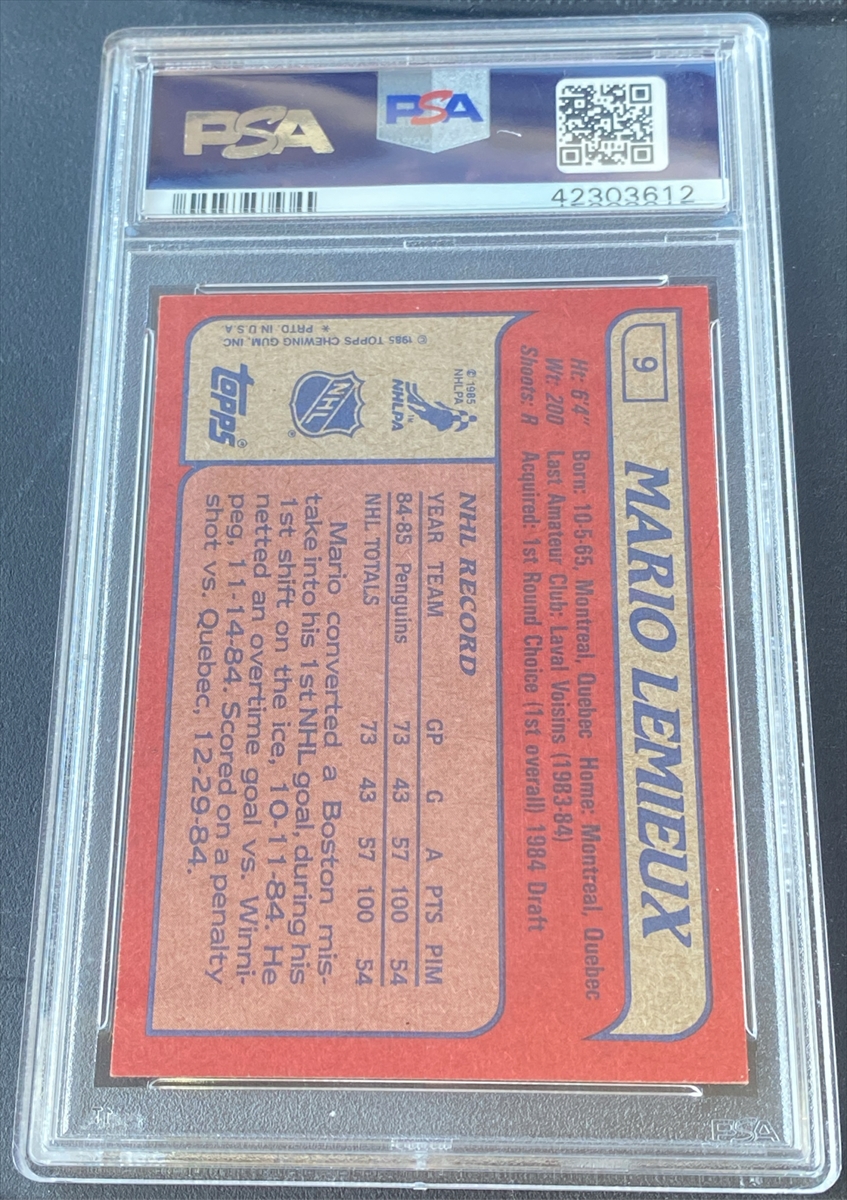 PSA
PSA
42303612
9
MARIO LEMIEUX
Ht: 6'4" Born: 10-5-65, Montreal, Quebec Home: Montreal, Quebec
Wt: 200 Last Amateur Club: Laval Voisins (1983-84)
Shoots: R Acquired: 1st Round Choice (1st overall) 1984 Draft
© 1985
NHLPA
NHLPA
TM
NHL
®
topps®
© 1985 TOPPS CHEWING GUM, INC
* PRTD. IN U S A
NHL RECORD
YEAR TEAM GP G A PTS PIM
84-85 Penguins 73 43 57 100 54
NHL TOTALS 73 43 57 100 54
Mario converted a Boston mis-
take into his 1st NHL goal, during his
1st shift on the ice, 10-11-84. He
netted an overtime goal vs. Winni-
peg, 11-14-84. Scored on a penalty
shot vs. Quebec, 12-29-84.
PSA